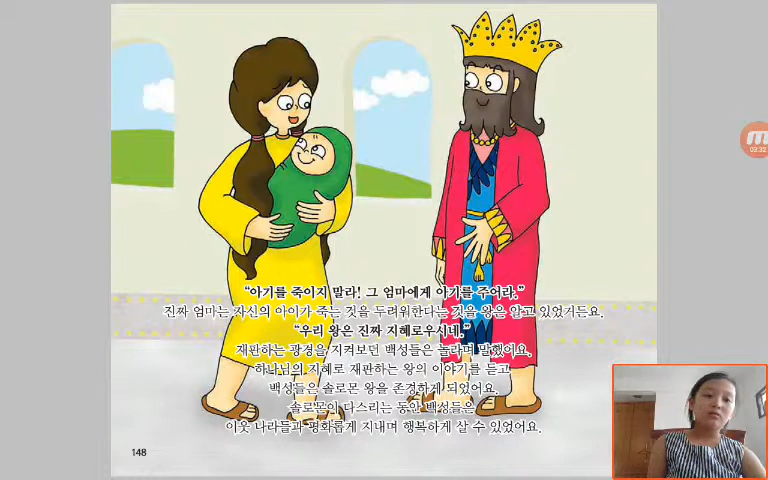 “아기를 죽이지 말라! 그 엄마에게 아기를 주어라.”
진짜 엄마는 자신의 아이가 죽는 것을 두려워한다는 것을 왕은 알고 있었거든요.
“우리 왕은 진짜 지혜로우시네.”
재판하는 광경을 지켜보던 백성들은 놀라며 말했어요.
하나님의 지혜로 재판하는 왕의 이야기를 듣고
백성들은 솔로몬 왕을 존경하게 되었어요.
솔로몬이 다스리는 동안 백성들은
이웃 나라들과 평화롭게 지내며 행복하게 살 수 있었어요.
148
03:32